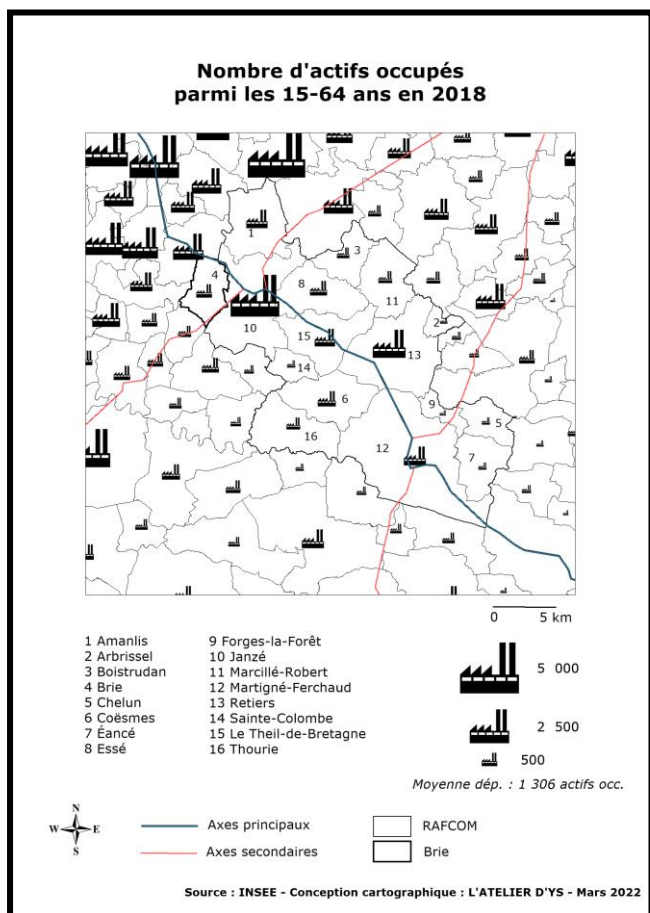 Nombre d'actifs occupés
parmi les 15-64 ans en 2018
1
3
4
8
11
10
2
15
13
14
6
9
5
16
12
7
0 5 km
1 Amanlis
2 Arbrissel
3 Boistrudan
4 Brie
5 Chelun
6 Coësmes
7 Éancé
8 Essé
9 Forges-la-Forêt
10 Janzé
11 Marcillé-Robert
12 Martigné-Ferchaud
13 Retiers
14 Sainte-Colombe
15 Le Theil-de-Bretagne
16 Thourie
5 000
2 500
500
Moyenne dép. : 1 306 actifs occ.
N
W E
S
Axes principaux
Axes secondaires
RAFCOM
Brie
Source : INSEE - Conception cartographique : L'ATELIER D'YS - Mars 2022